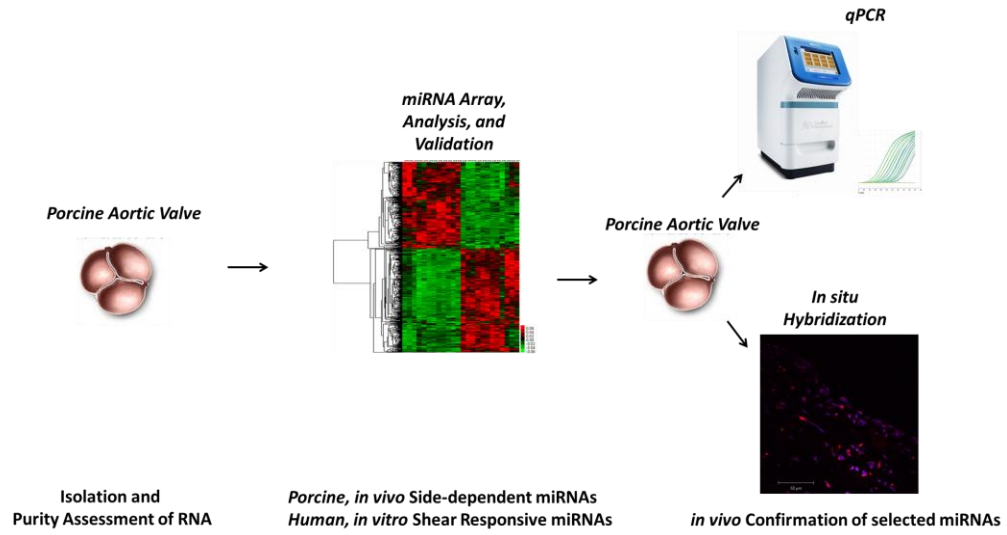 qPCR
miRNA Array,
Analysis, and
Validation
Porcine Aortic Valve
Porcine Aortic Valve
In situ
Hybridization
Isolation and
Purity Assessment of RNA
Porcine, in vivo Side-dependent miRNAs
Human, in vitro Shear Responsive miRNAs
in vivo Confirmation of selected miRNAs